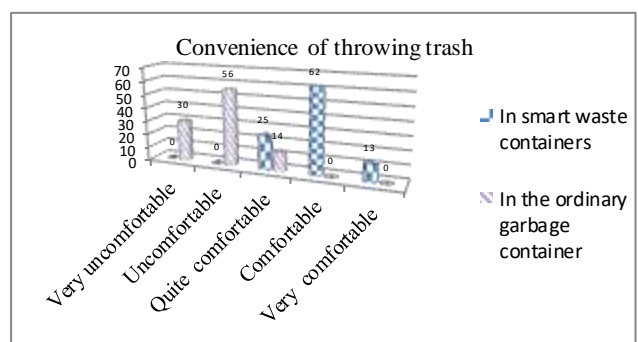 Convenience of throwing trash
70
60
50
40
30
20
10
0
0
30
0
56
25
14
62
0
13
0
Very uncomfortable
Uncomfortable
Quite comfortable
Comfortable
Very comfortable
In smart waste
containers
In the ordinary
garbage
container